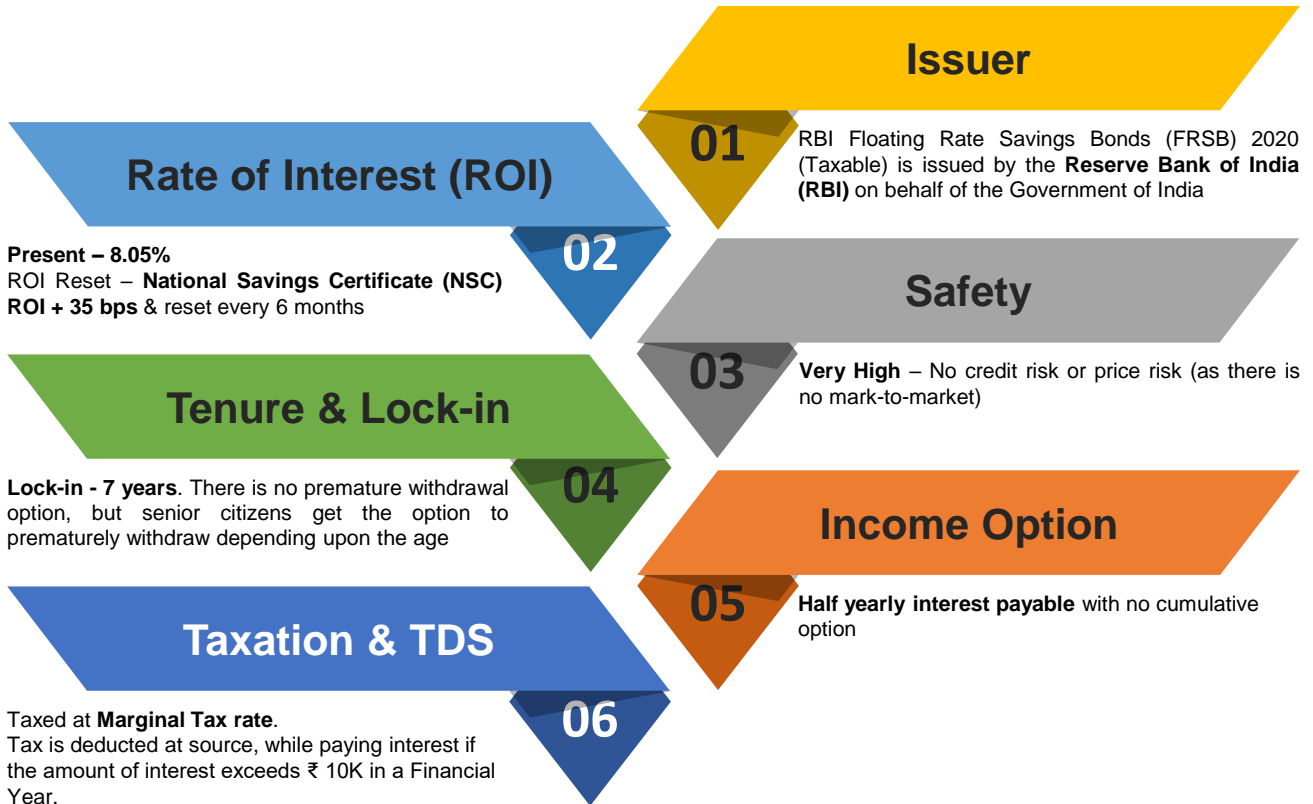 Issuer
01
RBI Floating Rate Savings Bonds (FRSB) 2020
(Taxable) is issued by the Reserve Bank of India
(RBI) on behalf of the Government of India
Rate of Interest (ROI)
02
Present – 8.05%
ROI Reset – National Savings Certificate (NSC)
ROI + 35 bps & reset every 6 months
Safety
03
Very High – No credit risk or price risk (as there is
no mark-to-market)
Tenure & Lock-in
04
Lock-in - 7 years. There is no premature withdrawal
option, but senior citizens get the option to
prematurely withdraw depending upon the age
Income Option
05
Half yearly interest payable with no cumulative
option
Taxation & TDS
06
Taxed at Marginal Tax rate.
Tax is deducted at source, while paying interest if
the amount of interest exceeds ₹ 10K in a Financial
Year.